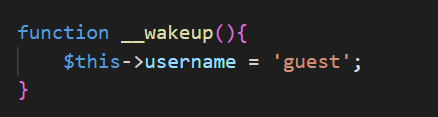 function __wakeup(){
    $this->username = 'guest';
}